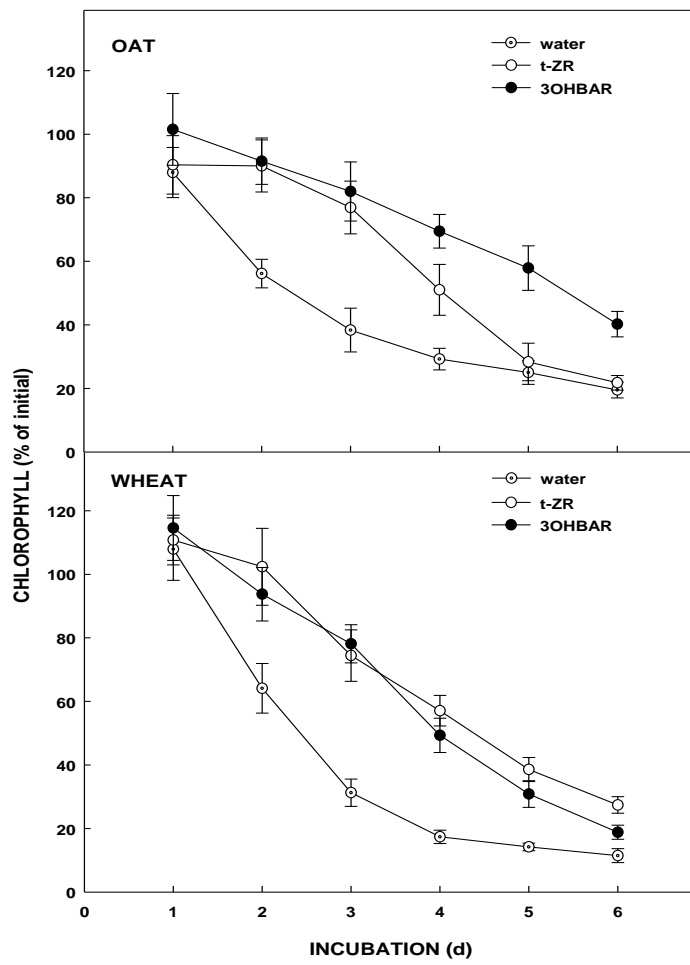 OAT
water
t-ZR
3OHBAR
120
100
80
60
40
20
0
WHEAT
water
t-ZR
3OHBAR
120
100
80
60
40
20
0
CHLOROPHYLL (% of initial)
0 1 2 3 4 5 6
INCUBATION (d)